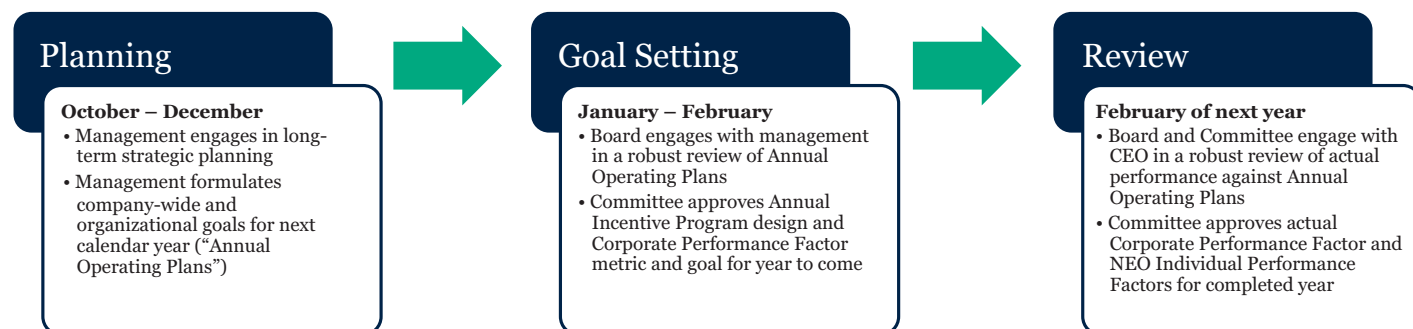 Planning
October – December
• Management engages in long-
term strategic planning
• Management formulates
company-wide and
organizational goals for next
calendar year (“Annual
Operating Plans”)
Goal Setting
January – February
• Board engages with management
in a robust review of Annual
Operating Plans
• Committee approves Annual
Incentive Program design and
Corporate Performance Factor
metric and goal for year to come
Review
February of next year
• Board and Committee engage with
CEO in a robust review of actual
performance against Annual
Operating Plans
• Committee approves actual
Corporate Performance Factor and
NEO Individual Performance
Factors for completed year